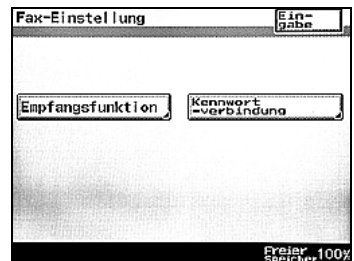 Fax-Einstellung
Ein-
gabe
Empfangsfunktion
Kennwort
-verbindung
Freier
Speicher 100%